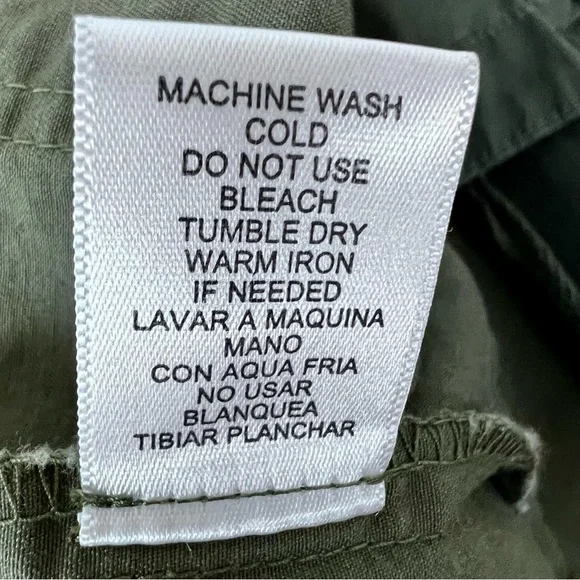 MACHINE WASH
COLD
DO NOT USE
BLEACH
TUMBLE DRY
WARM IRON
IF NEEDED
LAVAR A MAQUINA
MANO
CON AQUA FRIA
NO USAR
BLANQUEA
TIBIAR PLANCHAR